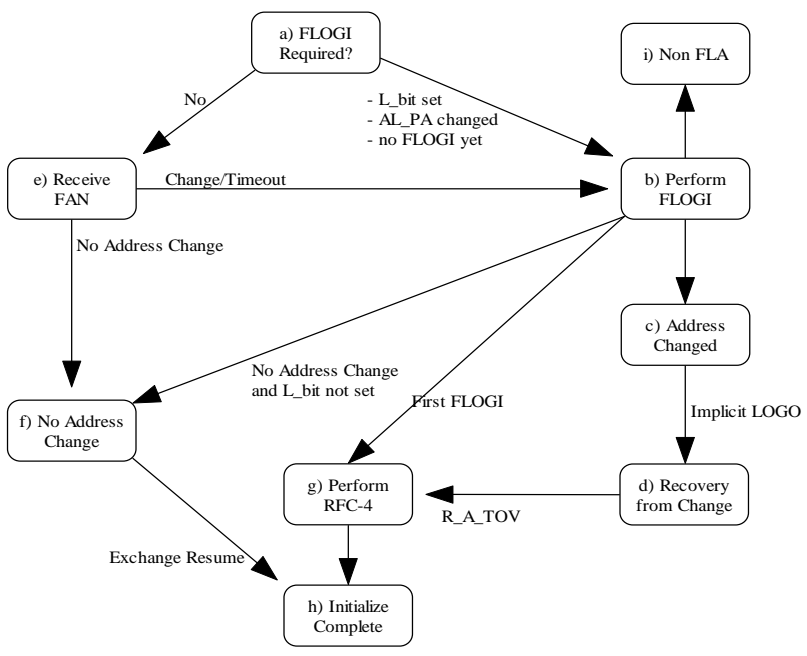 a) FLOGI
Required?
i) Non FLA
No
- L_bit set
- AL_PA changed
- no FLOGI yet
e) Receive
FAN
Change/Timeout
b) Perform
FLOGI
No Address Change
c) Address
Changed
No Address Change
and L_bit not set
First FLOGI
Implicit LOGO
f) No Address
Change
g) Perform
RFC-4
d) Recovery
from Change
R_A_TOV
Exchange Resume
h) Initialize
Complete